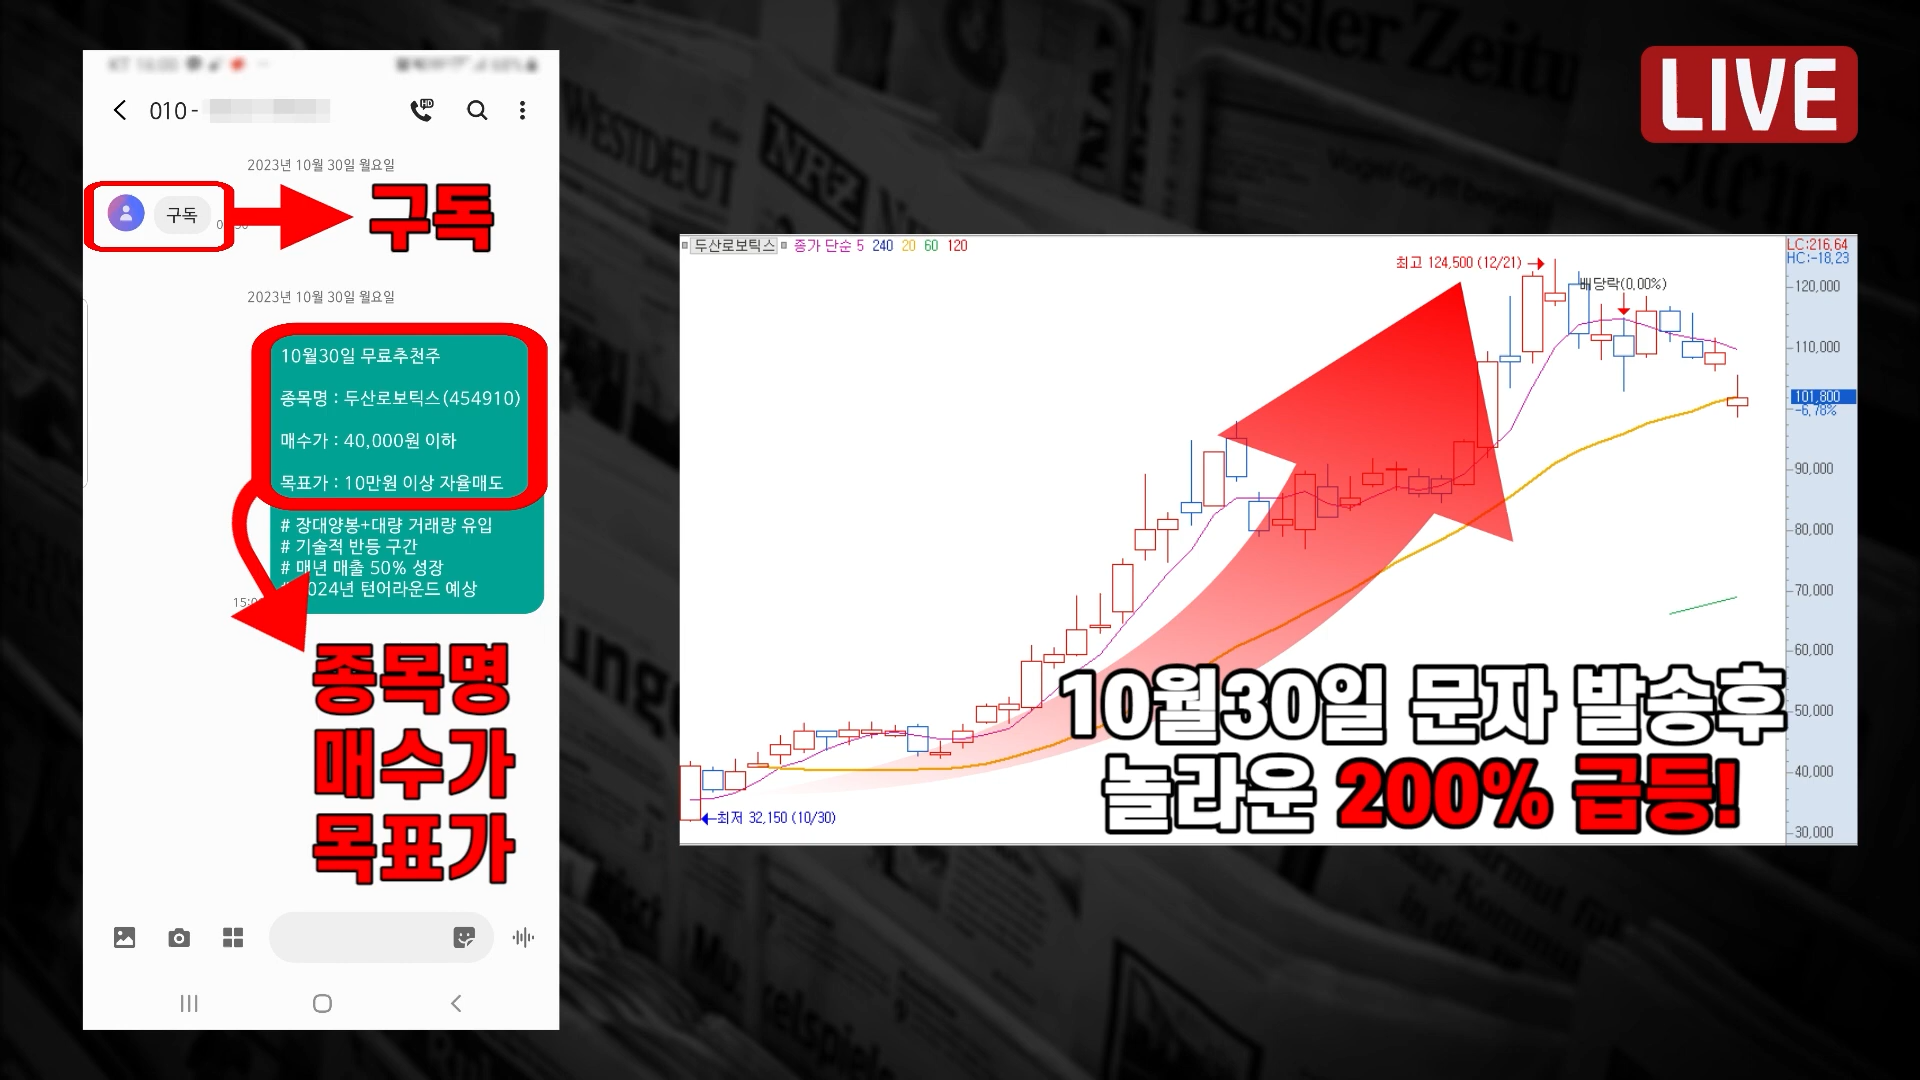 010 -
2023년 10월 30일 월요일
구독
구독
2023년 10월 30일 월요일
10월30일 무료추천주
종목명 : 두산로보틱스(454910)
매수가 : 40,000원 이하
목표가 : 10만원 이상 자율매도
# 장대양봉+대량 거래량 유입
# 기술적 반등 구간
# 매년 매출 50% 성장
024년 턴어라운드 예상
종목명
매수가
목표가
LIVE
두산로보틱스 종가 단순 5 240 20 60 120
LC:216,64
HC:-18,23
최고 124,500 (12/21)
배당락(0,00%)
120,000
110,000
101,800
-6,78%
90,000
80,000
70,000
60,000
50,000
40,000
30,000
최저 32,150 (10/30)
10월30일 문자 발송후
놀라운 200% 급등!
Basler Zeitu
WESTDEUT
NRZ
Vogel Gryff